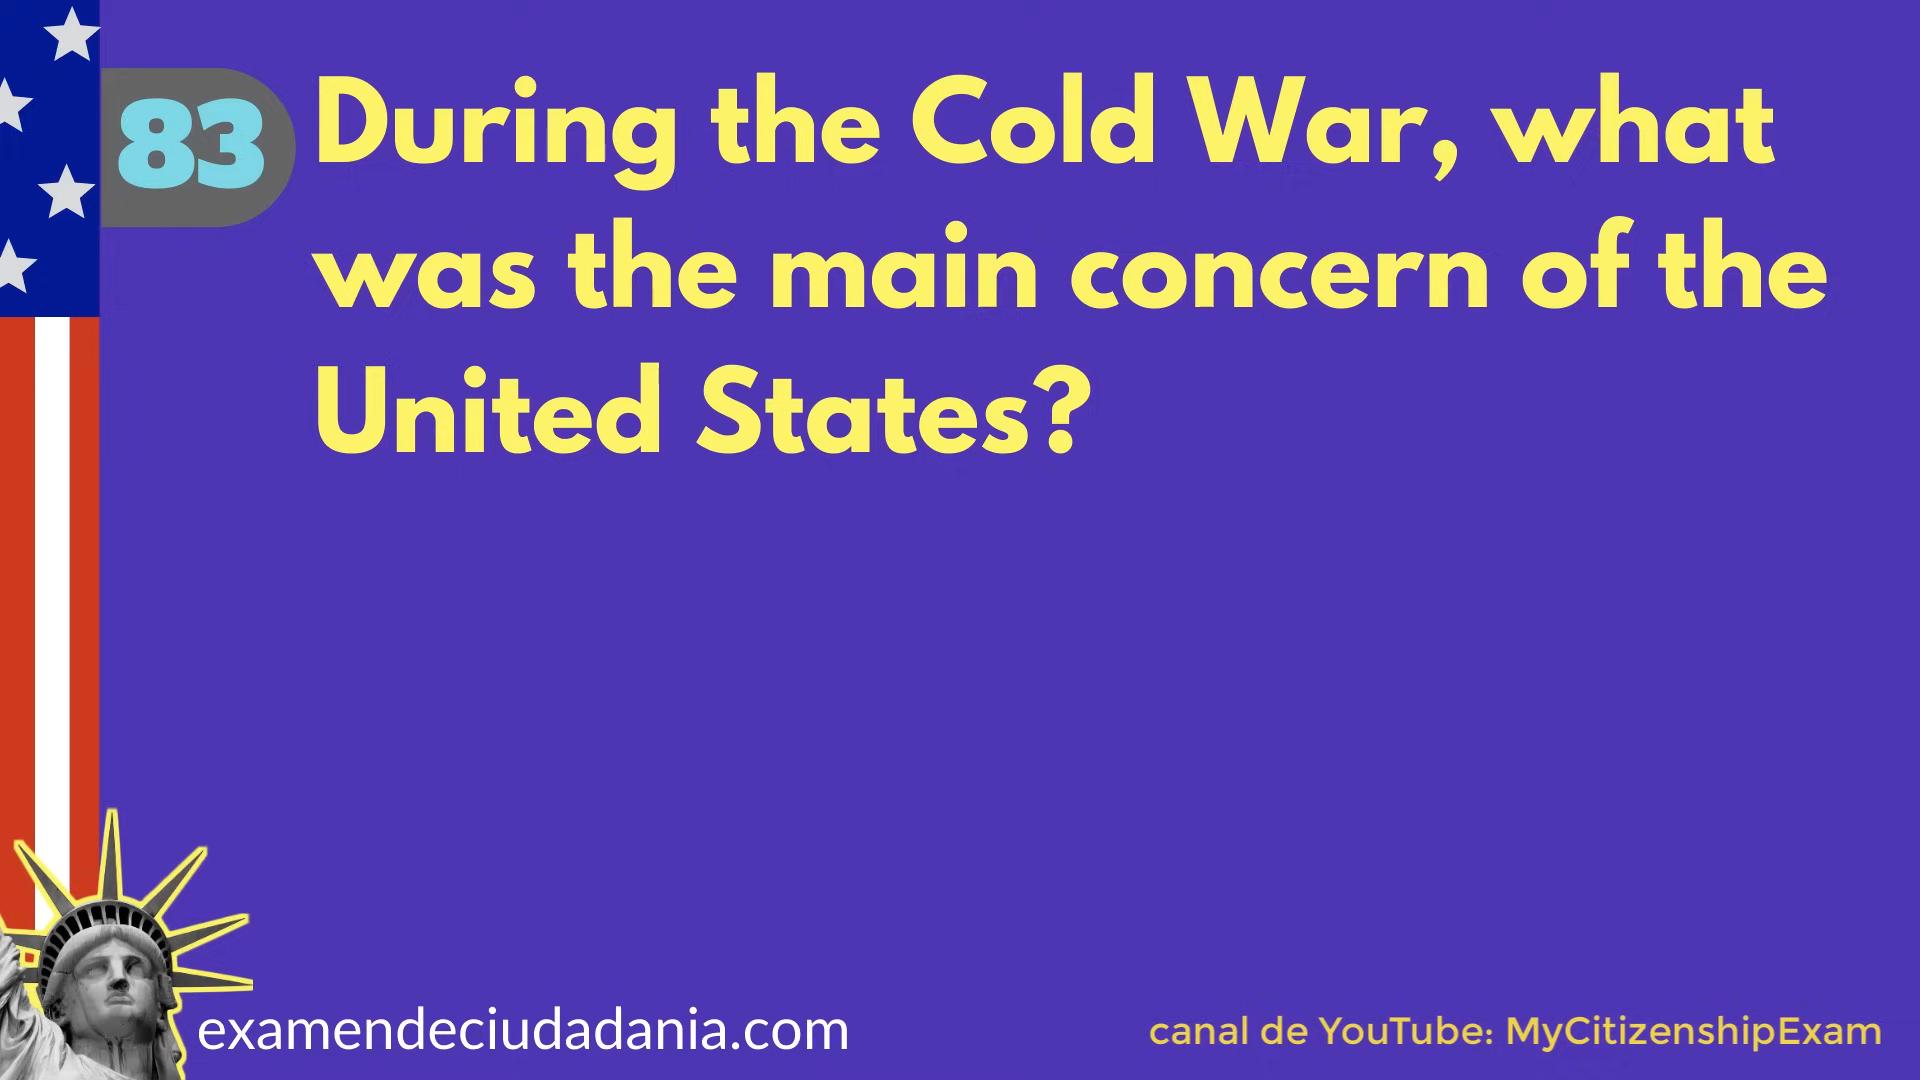 83
During the Cold War, what
was the main concern of the
United States?
examendeciudadania.com
canal de YouTube: MyCitizenshipExam